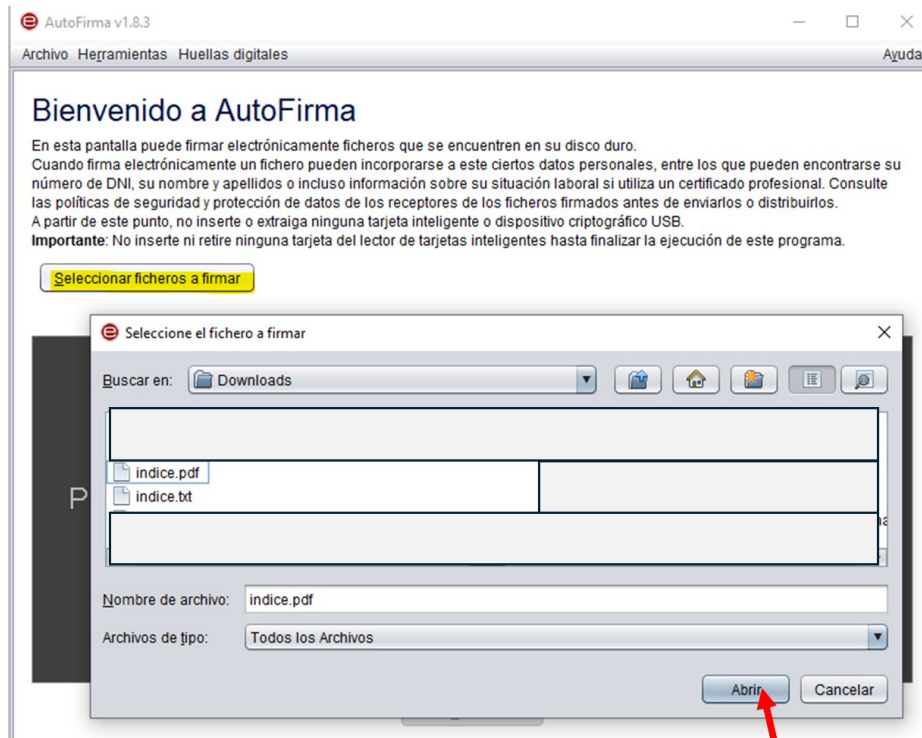 AutoFirma v1.8.3
Archivo Herramientas Huellas digitales Ayuda
Bienvenido a AutoFirma
En esta pantalla puede firmar electrónicamente ficheros que se encuentren en su disco duro.
Cuando firma electrónicamente un fichero pueden incorporarse a este ciertos datos personales, entre los que pueden encontrarse su
número de DNI, su nombre y apellidos o incluso información sobre su situación laboral si utiliza un certificado profesional. Consulte
las políticas de seguridad y protección de datos de los receptores de los ficheros firmados antes de enviarlos o distribuirlos.
A partir de este punto, no inserte o extraiga ninguna tarjeta inteligente o dispositivo criptográfico USB.
Importante: No inserte ni retire ninguna tarjeta del lector de tarjetas inteligentes hasta finalizar la ejecución de este programa.
Seleccionar ficheros a firmar
Seleccione el fichero a firmar
Buscar en: Downloads
indice.pdf
indice.txt
P
Nombre de archivo: indice.pdf
Archivos de tipo: Todos los Archivos
Abrir Cancelar